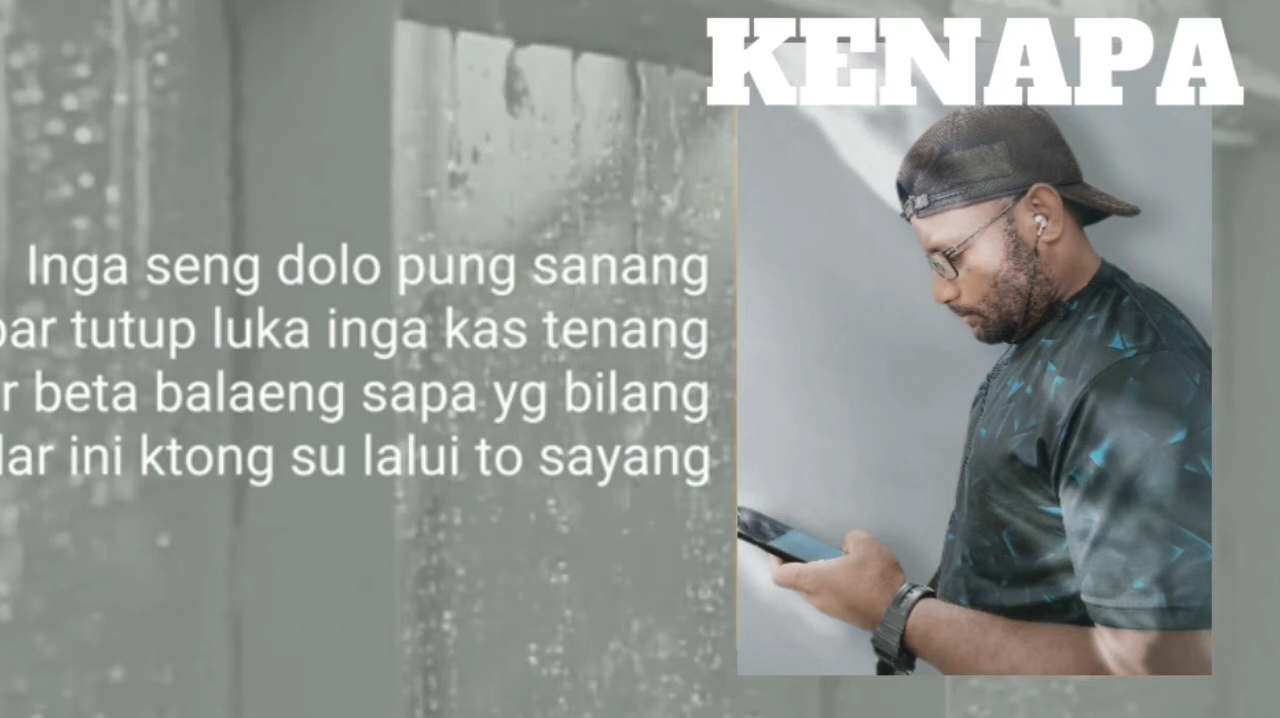 KENAPA
Inga seng dolo pung sanang
tutup luka inga kas tenang
beta balaeng sapa yg bilang
ini ktong su lalui to sayang